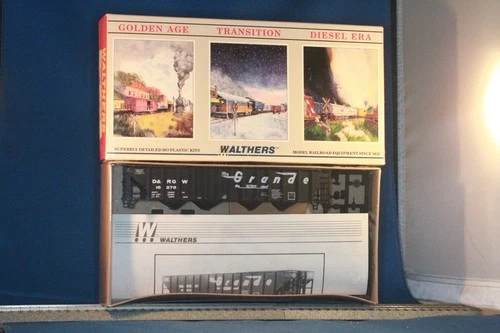 GOLDEN AGE TRANSITION DIESEL ERA
WALTHERS
SUPERBLY DETAILED HO PLASTIC KITS
WALTHERS
MODEL RAILROAD EQUIPMENT SINCE 1932
D&RGW
Rio Grande
W
WALTHERS